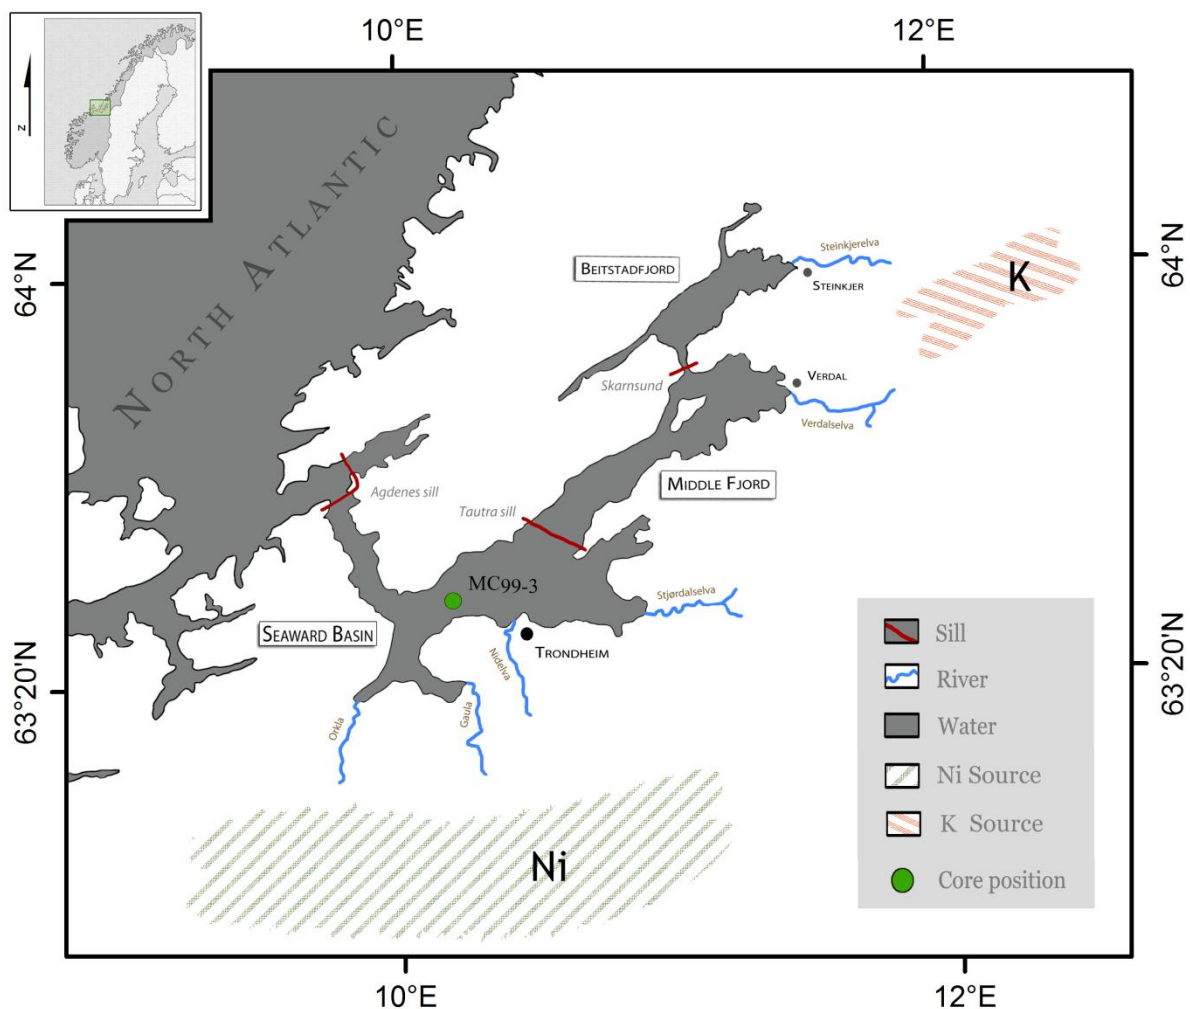 10°E
12°E
z
NORTH ATLANTIC
64°N
64°N
BEITSTADFJORD
Steinkjerelva
STEINKJER
K
Skarnsund
VERDAL
Verdalselva
MIDDLE FJORD
Agdenes sill
Tautra sill
MC99-3
Stjørdalselva
SEAWARD BASIN
TRONDHEIM
Nidelva
Orkla
Gaula
63°20'N
63°20'N
Ni
Sill
River
Water
Ni Source
K Source
Core position
10°E
12°E